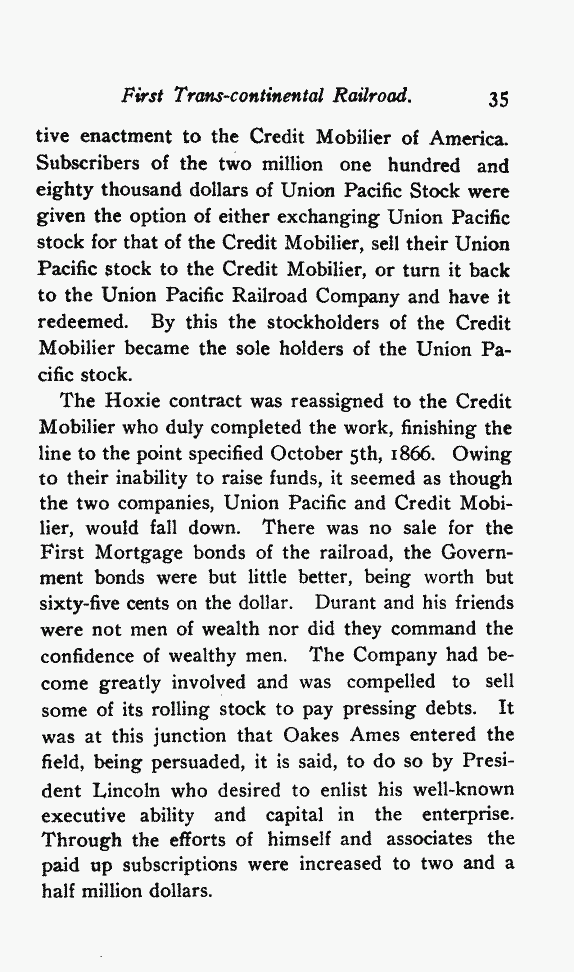 First Trans-continental Railroad. 35
tive enactment to the Credit Mobilier of America.
Subscribers of the two million one hundred and
eighty thousand dollars of Union Pacific Stock were
given the option of either exchanging Union Pacific
stock for that of the Credit Mobilier, sell their Union
Pacific stock to the Credit Mobilier, or turn it back
to the Union Pacific Railroad Company and have it
redeemed. By this the stockholders of the Credit
Mobilier became the sole holders of the Union Pa-
cific stock.
The Hoxie contract was reassigned to the Credit
Mobilier who duly completed the work, finishing the
line to the point specified October 5th, 1866. Owing
to their inability to raise funds, it seemed as though
the two companies, Union Pacific and Credit Mobi-
lier, would fall down. There was no sale for the
First Mortgage bonds of the railroad, the Govern-
ment bonds were but little better, being worth but
sixty-five cents on the dollar. Durant and his friends
were not men of wealth nor did they command the
confidence of wealthy men. The Company had be-
come greatly involved and was compelled to sell
some of its rolling stock to pay pressing debts. It
was at this junction that Oakes Ames entered the
field, being persuaded, it is said, to do so by Presi-
dent Lincoln who desired to enlist his well-known
executive ability and capital in the enterprise.
Through the efforts of himself and associates the
paid up subscriptions were increased to two and a
half million dollars.